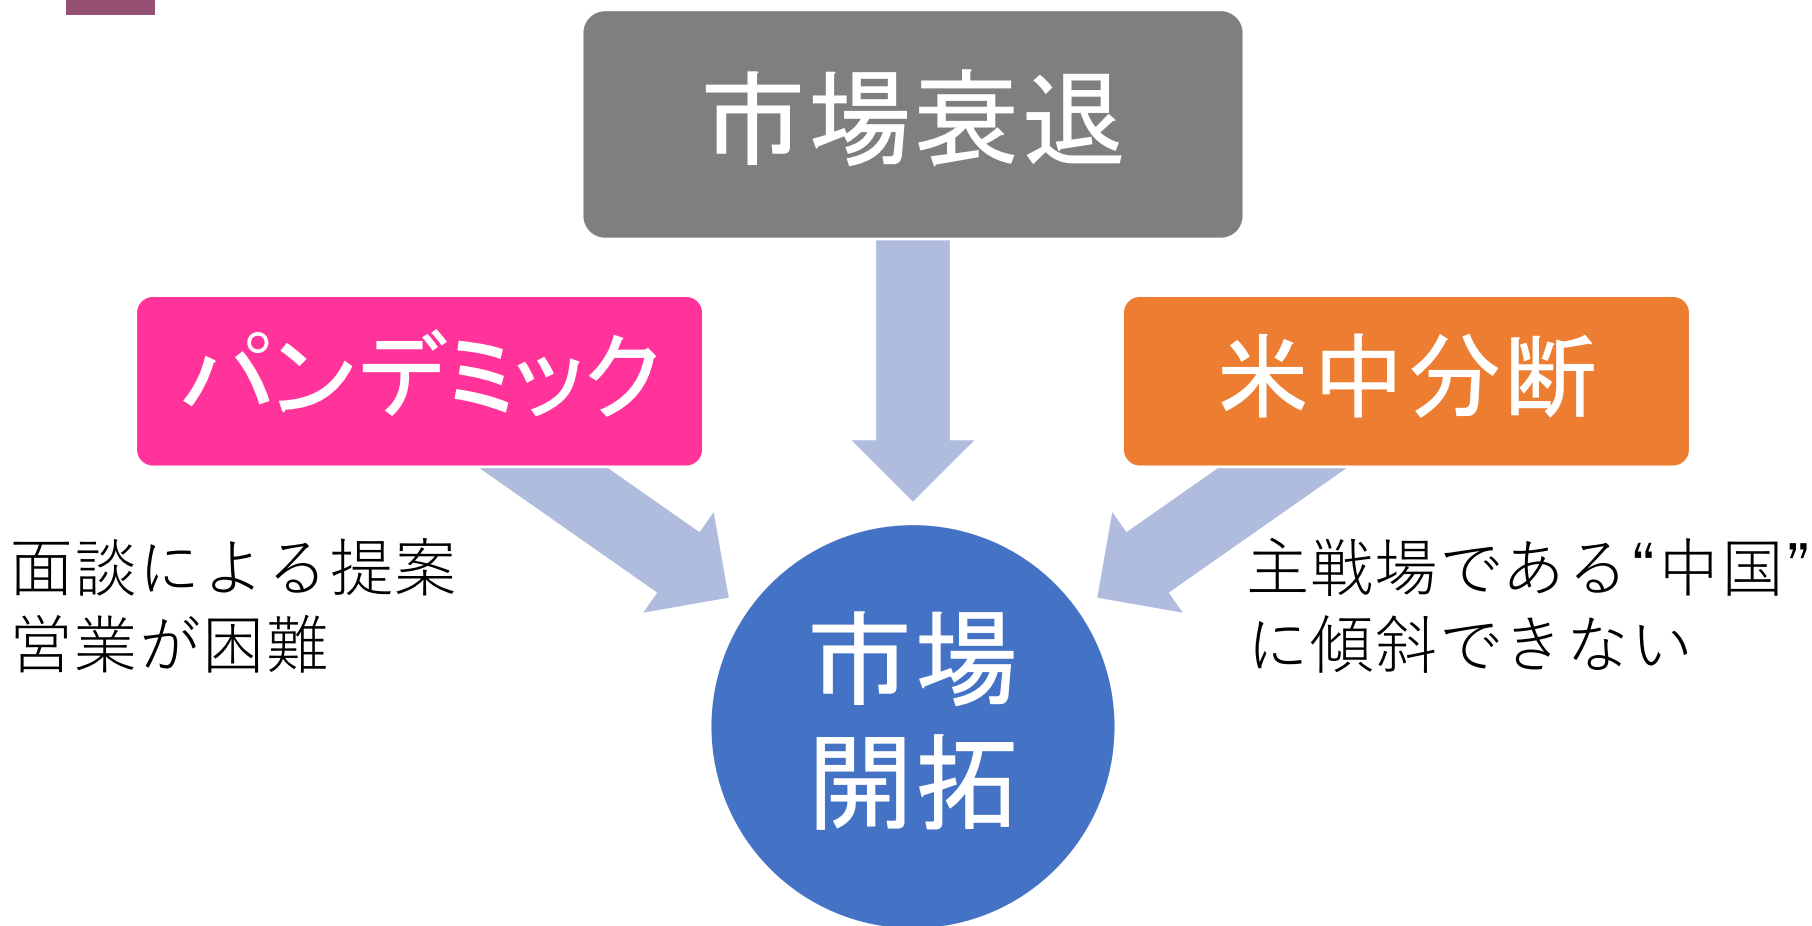 市場衰退
パンデミック
米中分断
面談による提案
営業が困難
主戦場である“中国”
に傾斜できない
市場
開拓